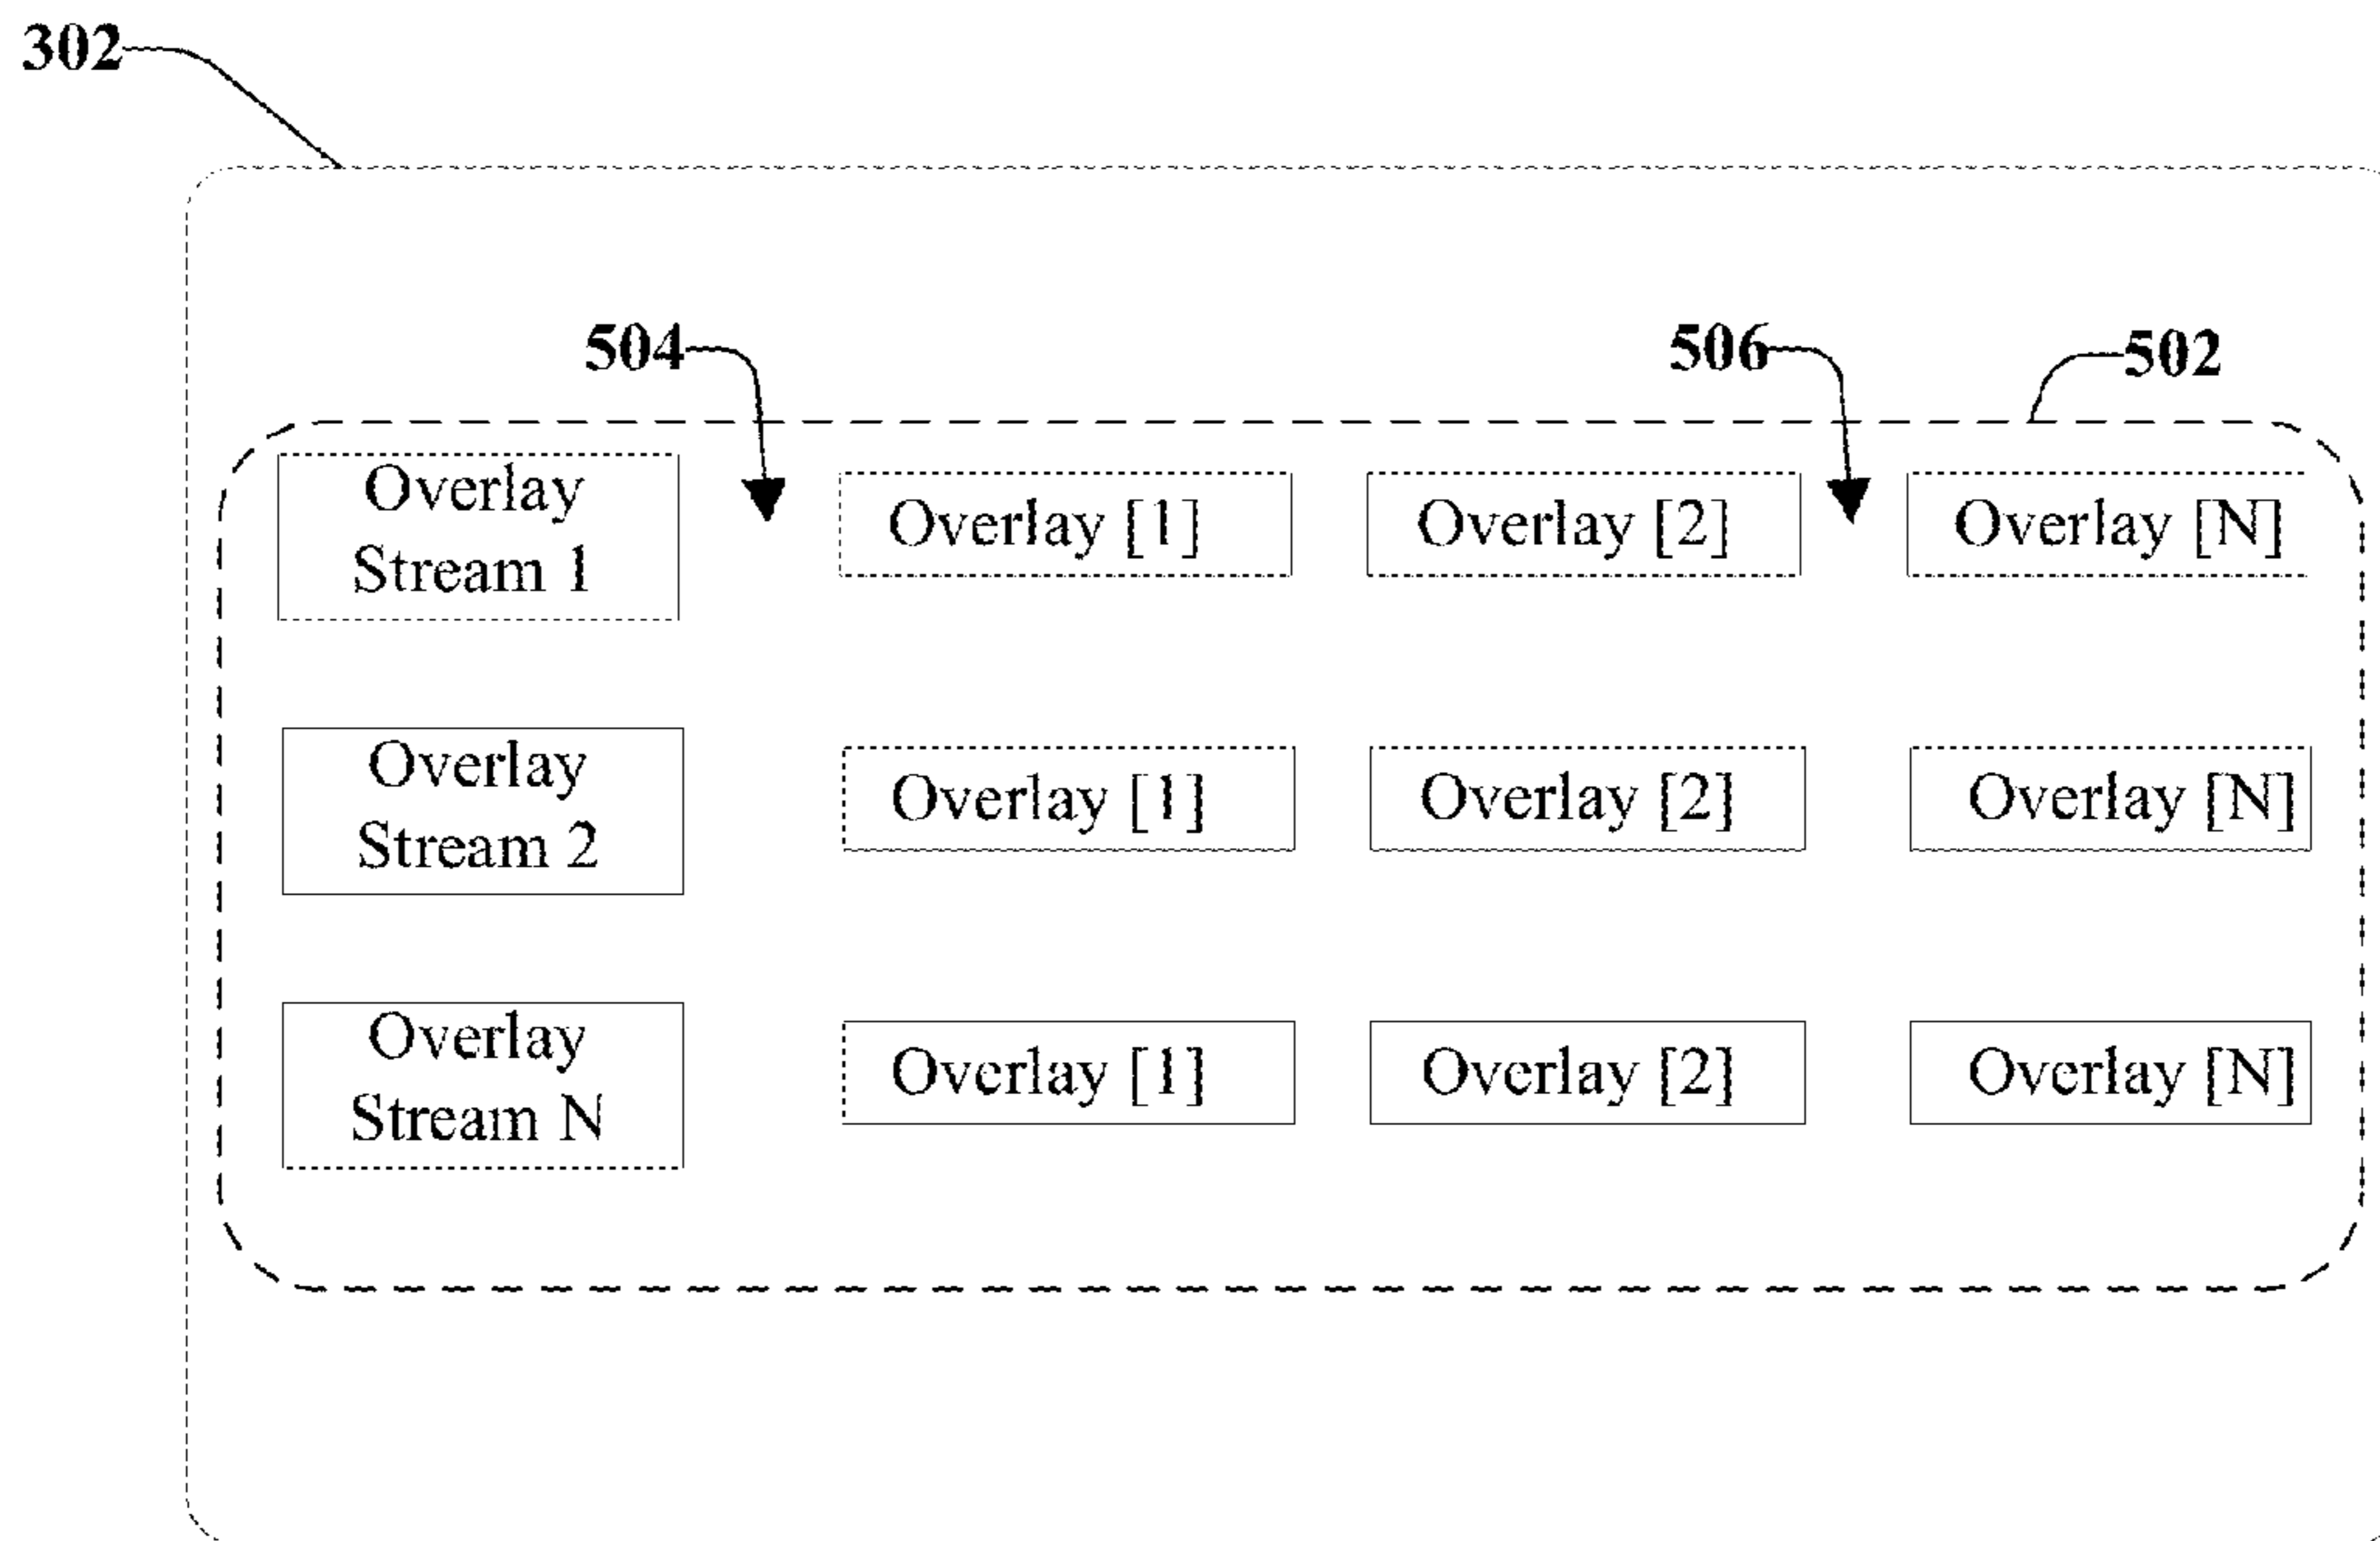 302
504
506
502
Overlay
Stream 1
Overlay [1]
Overlay [2]
Overlay [N]
Overlay
Stream 2
Overlay [1]
Overlay [2]
Overlay [N]
Overlay
Stream N
Overlay [1]
Overlay [2]
Overlay [N]